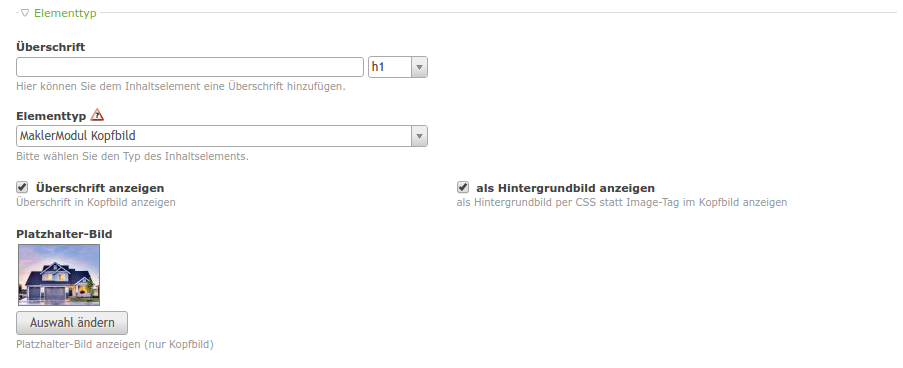 Elementtyp
Überschrift
h1
Hier können Sie dem Inhaltselement eine Überschrift hinzufügen.
Elementtyp
MaklerModul Kopfbild
Bitte wählen Sie den Typ des Inhaltselements.
Überschrift anzeigen
Überschrift in Kopfbild anzeigen
als Hintergrundbild anzeigen
als Hintergrundbild per CSS statt Image-Tag im Kopfbild anzeigen
Platzhalter-Bild
Auswahl ändern
Platzhalter-Bild anzeigen (nur Kopfbild)